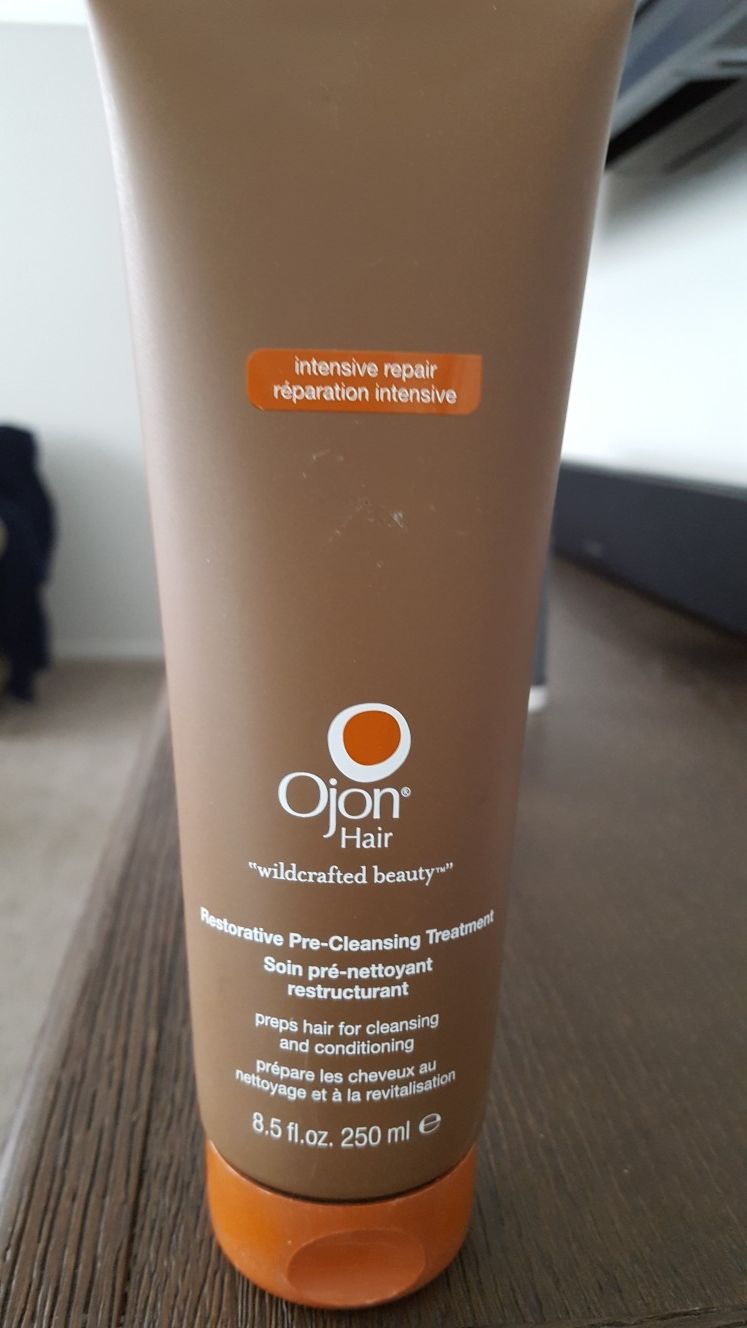 intensive repair
réparation intensive
Ojon®
Hair
"wildcrafted beauty™"
Restorative Pre-Cleansing Treatment
Soin pré-nettoyant
restructurant
preps hair for cleansing
and conditioning
prépare les cheveux au
nettoyage et à la revitalisation
8.5 fl.oz. 250 ml ℮